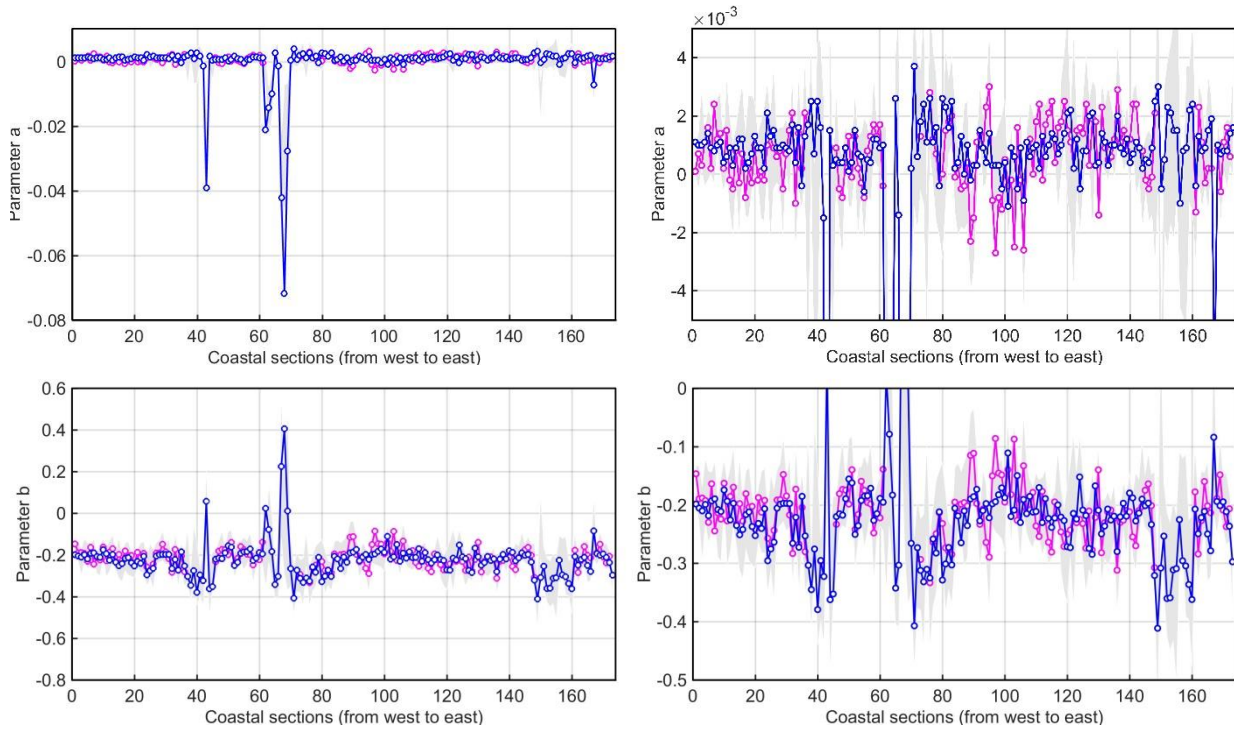 ×10⁻³
0
-0.02
-0.04
-0.06
-0.08
Parameter a
0 20 40 60 80 100 120 140 160
Coastal sections (from west to east)
4
2
0
-2
-4
Parameter a
0 20 40 60 80 100 120 140 160
Coastal sections (from west to east)
0.6
0.4
0.2
0
-0.2
-0.4
-0.6
-0.8
Parameter b
0 20 40 60 80 100 120 140 160
Coastal sections (from west to east)
0
-0.1
-0.2
-0.3
-0.4
-0.5
Parameter b
0 20 40 60 80 100 120 140 160
Coastal sections (from west to east)